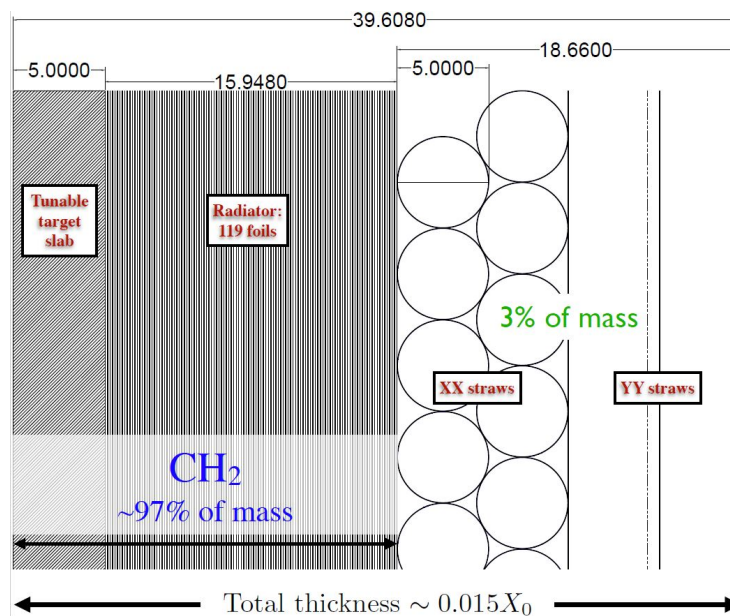 39.6080
18.6600
5.0000
15.9480
5.0000
Tunable
target
slab
Radiator:
119 foils
3% of mass
XX straws
YY straws
CH₂
~97% of mass
Total thickness ~ 0.015X₀